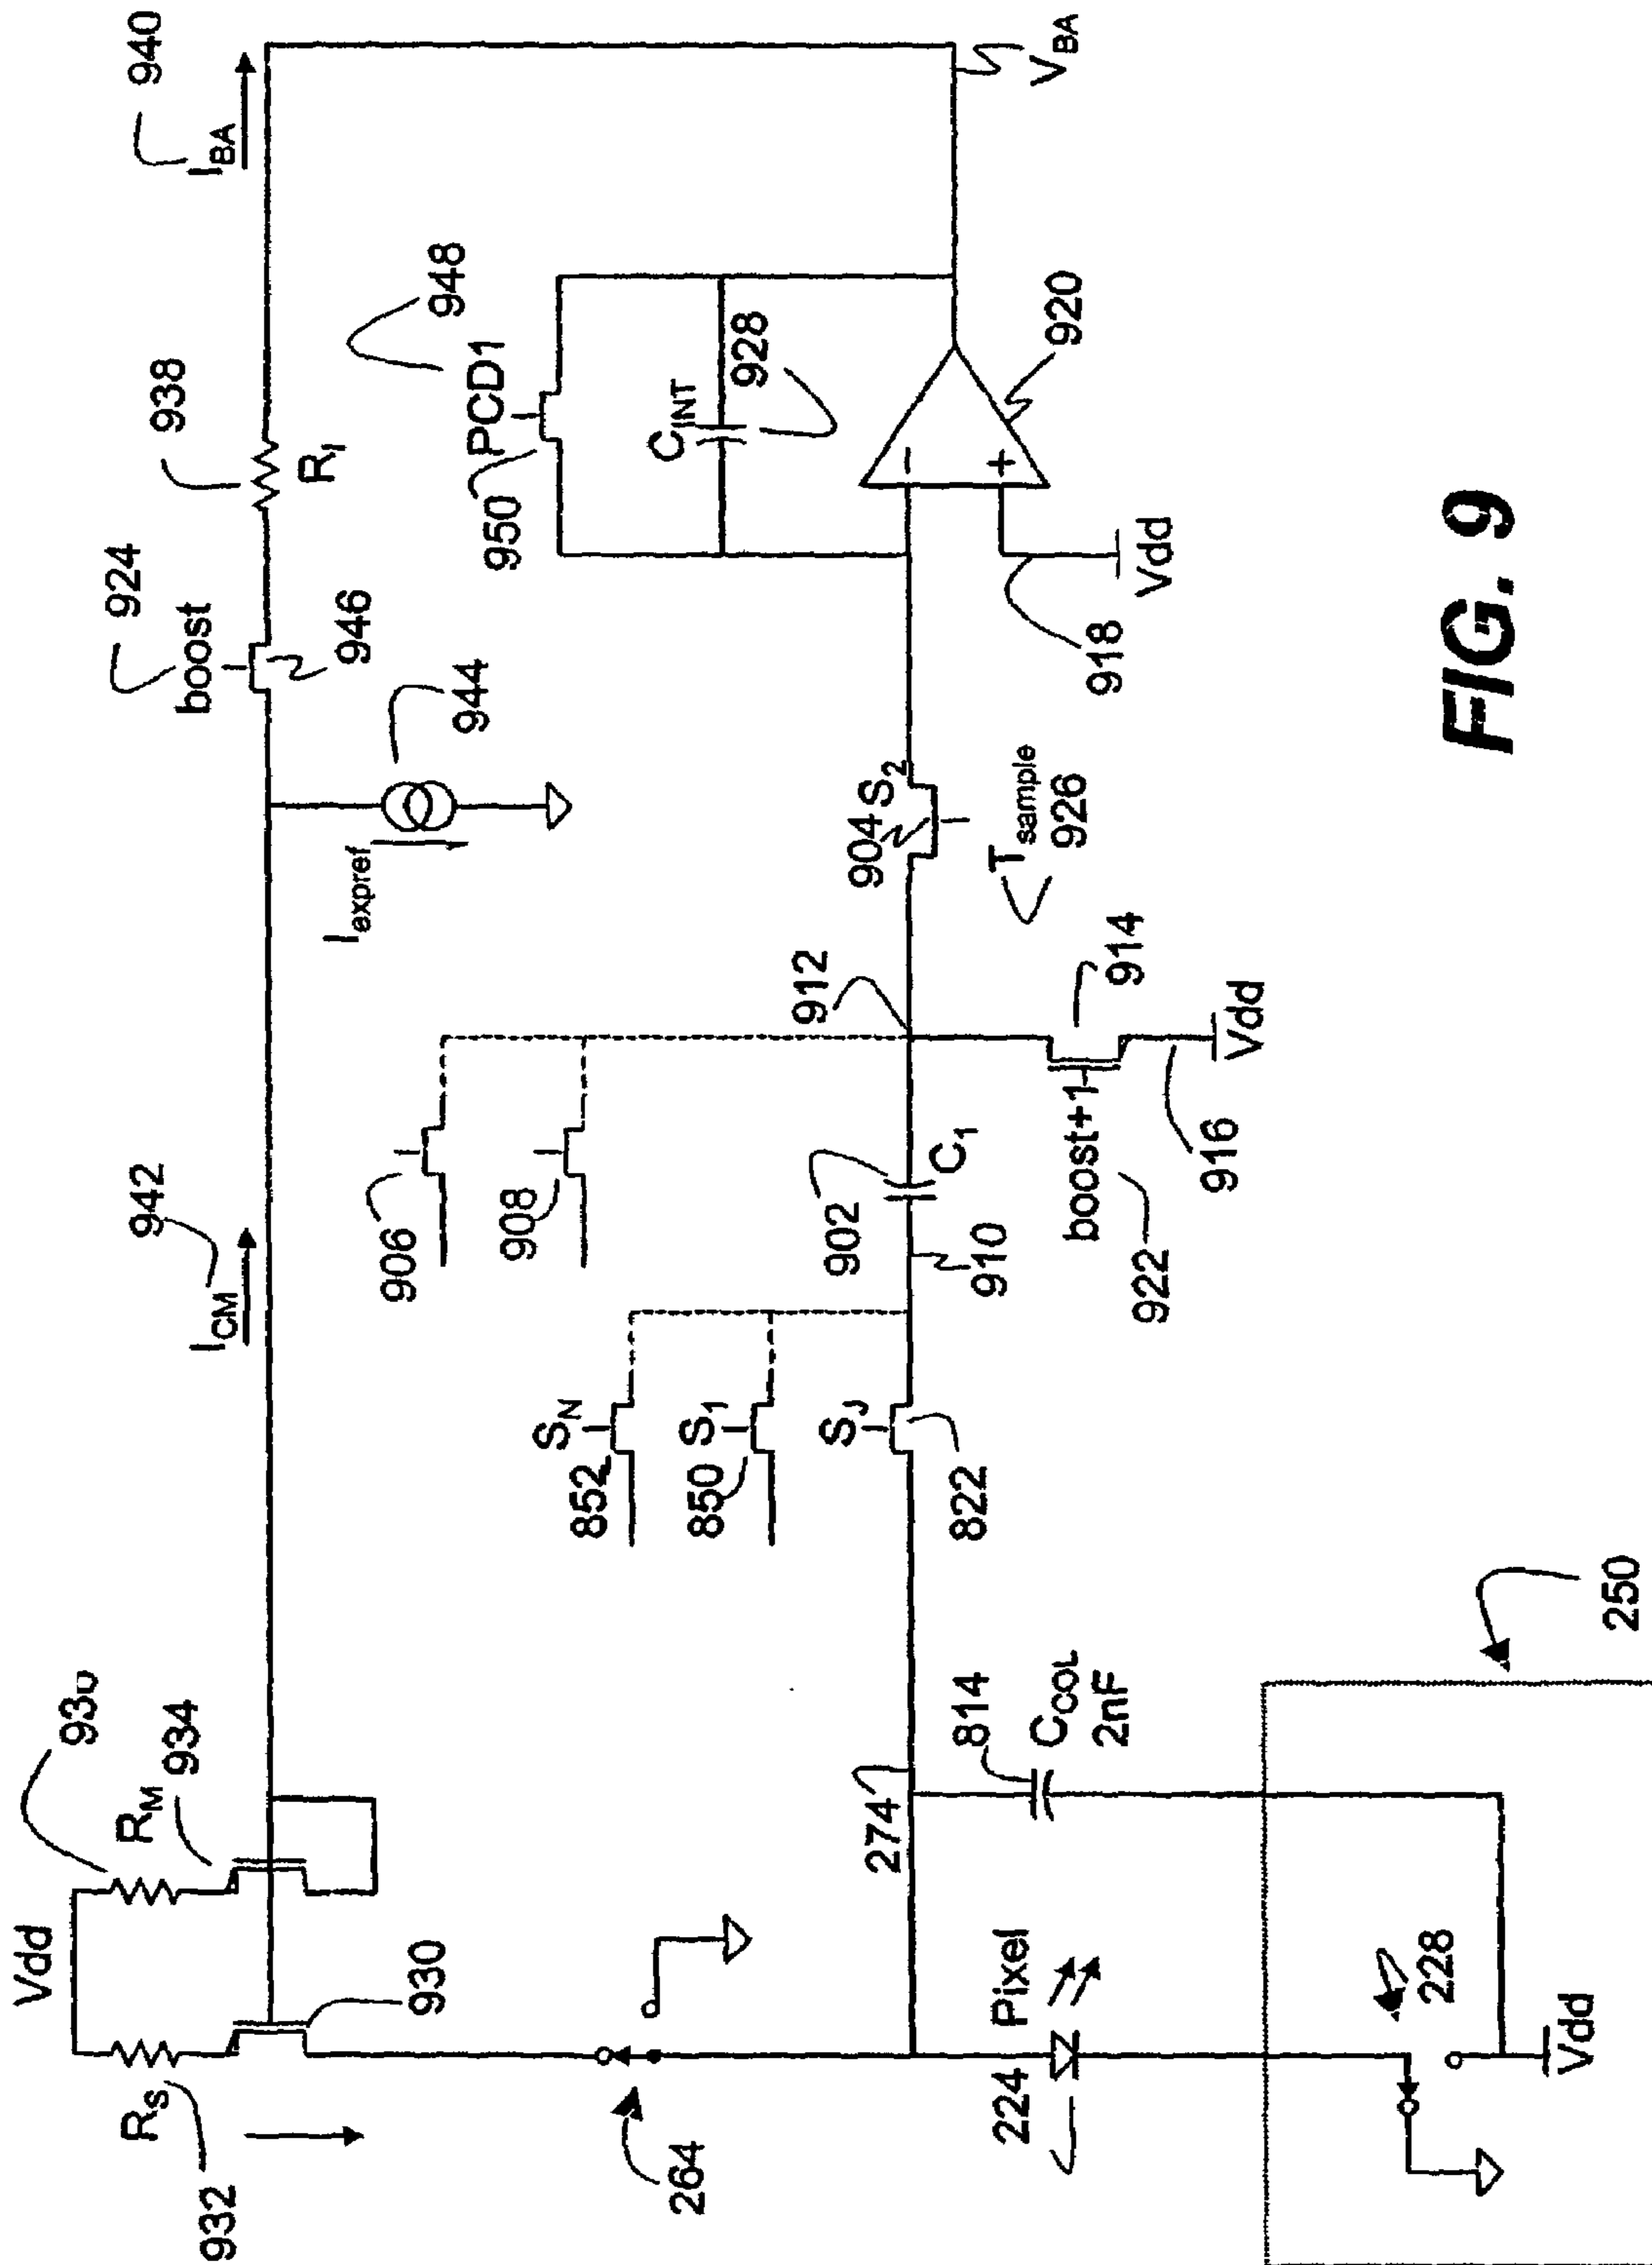 Vdd
RS
RM
934
942
924
938
940
932
ICM
boost
IBA
930
Iexpref
946
RI
944
906
948
908
950
PCD1
SN
852
CINT
S1
850
928
264
SJ
912
904
S2
274
902
C1
822
910
Tsample
926
224
Pixel
814
CCOL
2nF
boost+1
914
918
Vdd
920
VBA
922
916
Vdd
228
Vdd
250
FIG. 9